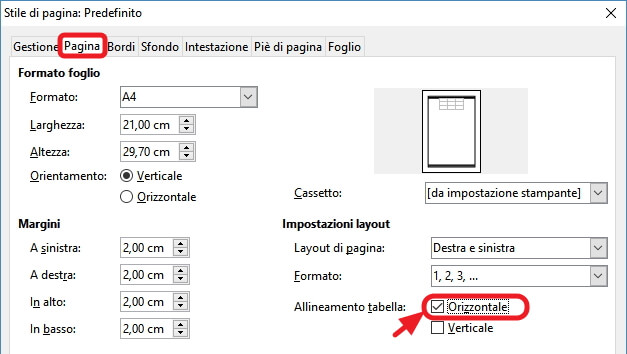 Stile di pagina: Predefinito
Gestione Pagina Bordi Sfondo Intestazione Piè di pagina Foglio
Formato foglio
Formato: A4
Larghezza: 21,00 cm
Altezza: 29,70 cm
Orientamento: Verticale
Orizzontale
Cassetto: [da impostazione stampante]
Margini
A sinistra: 2,00 cm
A destra: 2,00 cm
In alto: 2,00 cm
In basso: 2,00 cm
Impostazioni layout
Layout di pagina: Destra e sinistra
Formato: 1, 2, 3, ...
Allineamento tabella: Orizzontale
Verticale